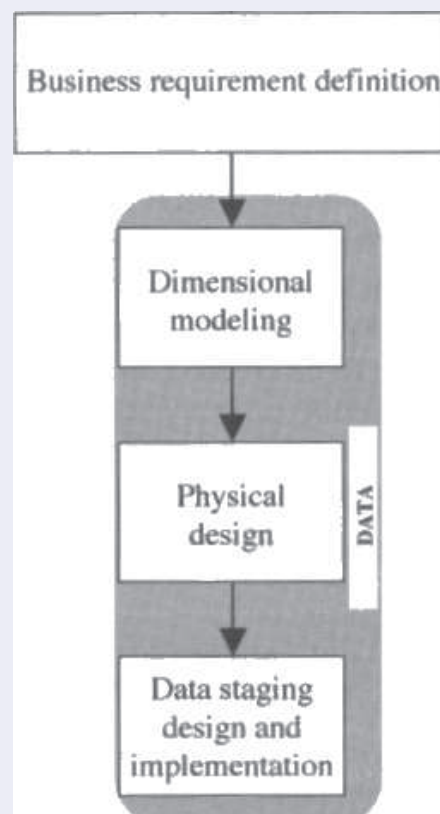 Business requirement definition
Dimensional
modeling
Physical
design
DATA
Data staging
design and
implementation